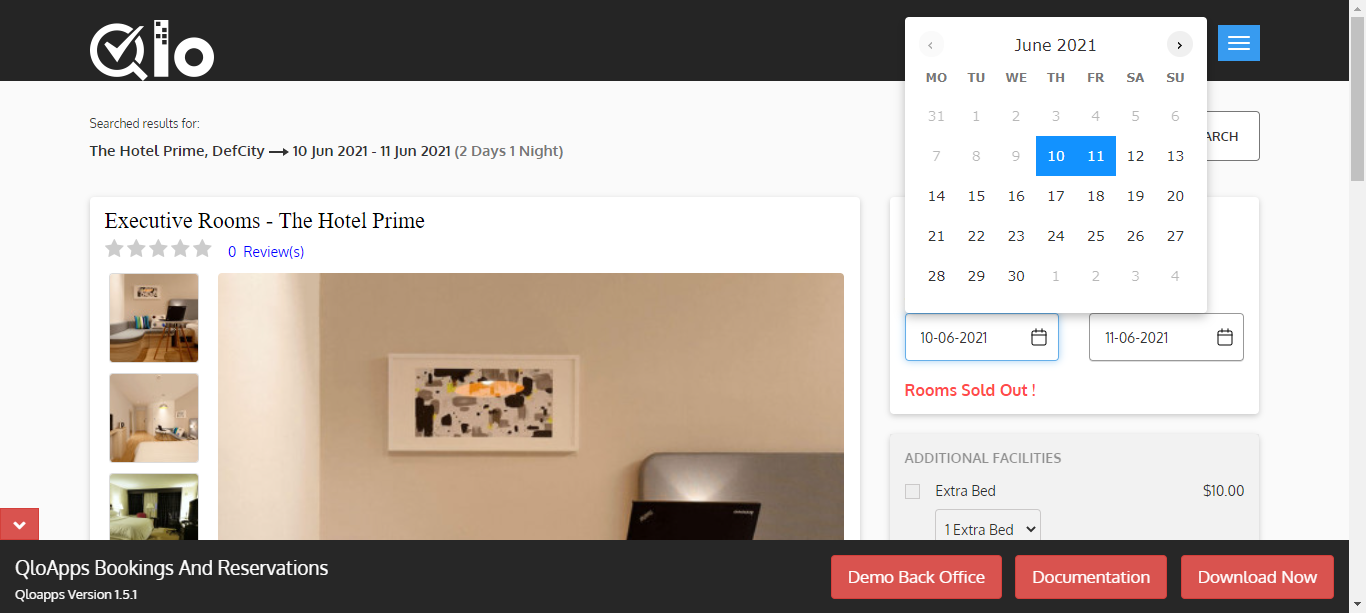 Qlo
June 2021
MO TU WE TH FR SA SU
31 1 2 3 4 5 6
7 8 9 10 11 12 13
14 15 16 17 18 19 20
21 22 23 24 25 26 27
28 29 30 1 2 3 4
Searched results for:
The Hotel Prime, DefCity → 10 Jun 2021 - 11 Jun 2021 (2 Days 1 Night)
ARCH
Executive Rooms - The Hotel Prime
0 Review(s)
10-06-2021
11-06-2021
Rooms Sold Out !
ADDITIONAL FACILITIES
Extra Bed $10.00
1 Extra Bed
QloApps Bookings And Reservations
Qloapps Version 1.5.1
Demo Back Office
Documentation
Download Now